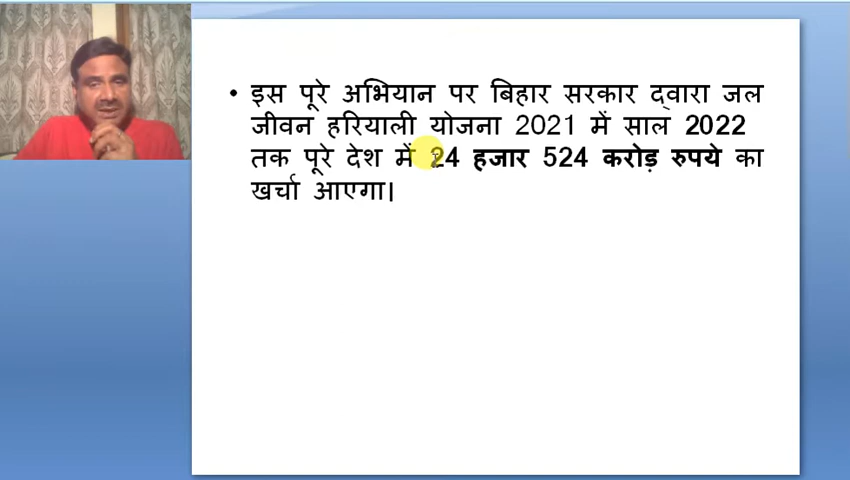 • इस पूरे अभियान पर बिहार सरकार द्वारा जल
जीवन हरियाली योजना 2021 में साल 2022
तक पूरे देश में 24 हजार 524 करोड़ रुपये का
खर्चा आएगा।